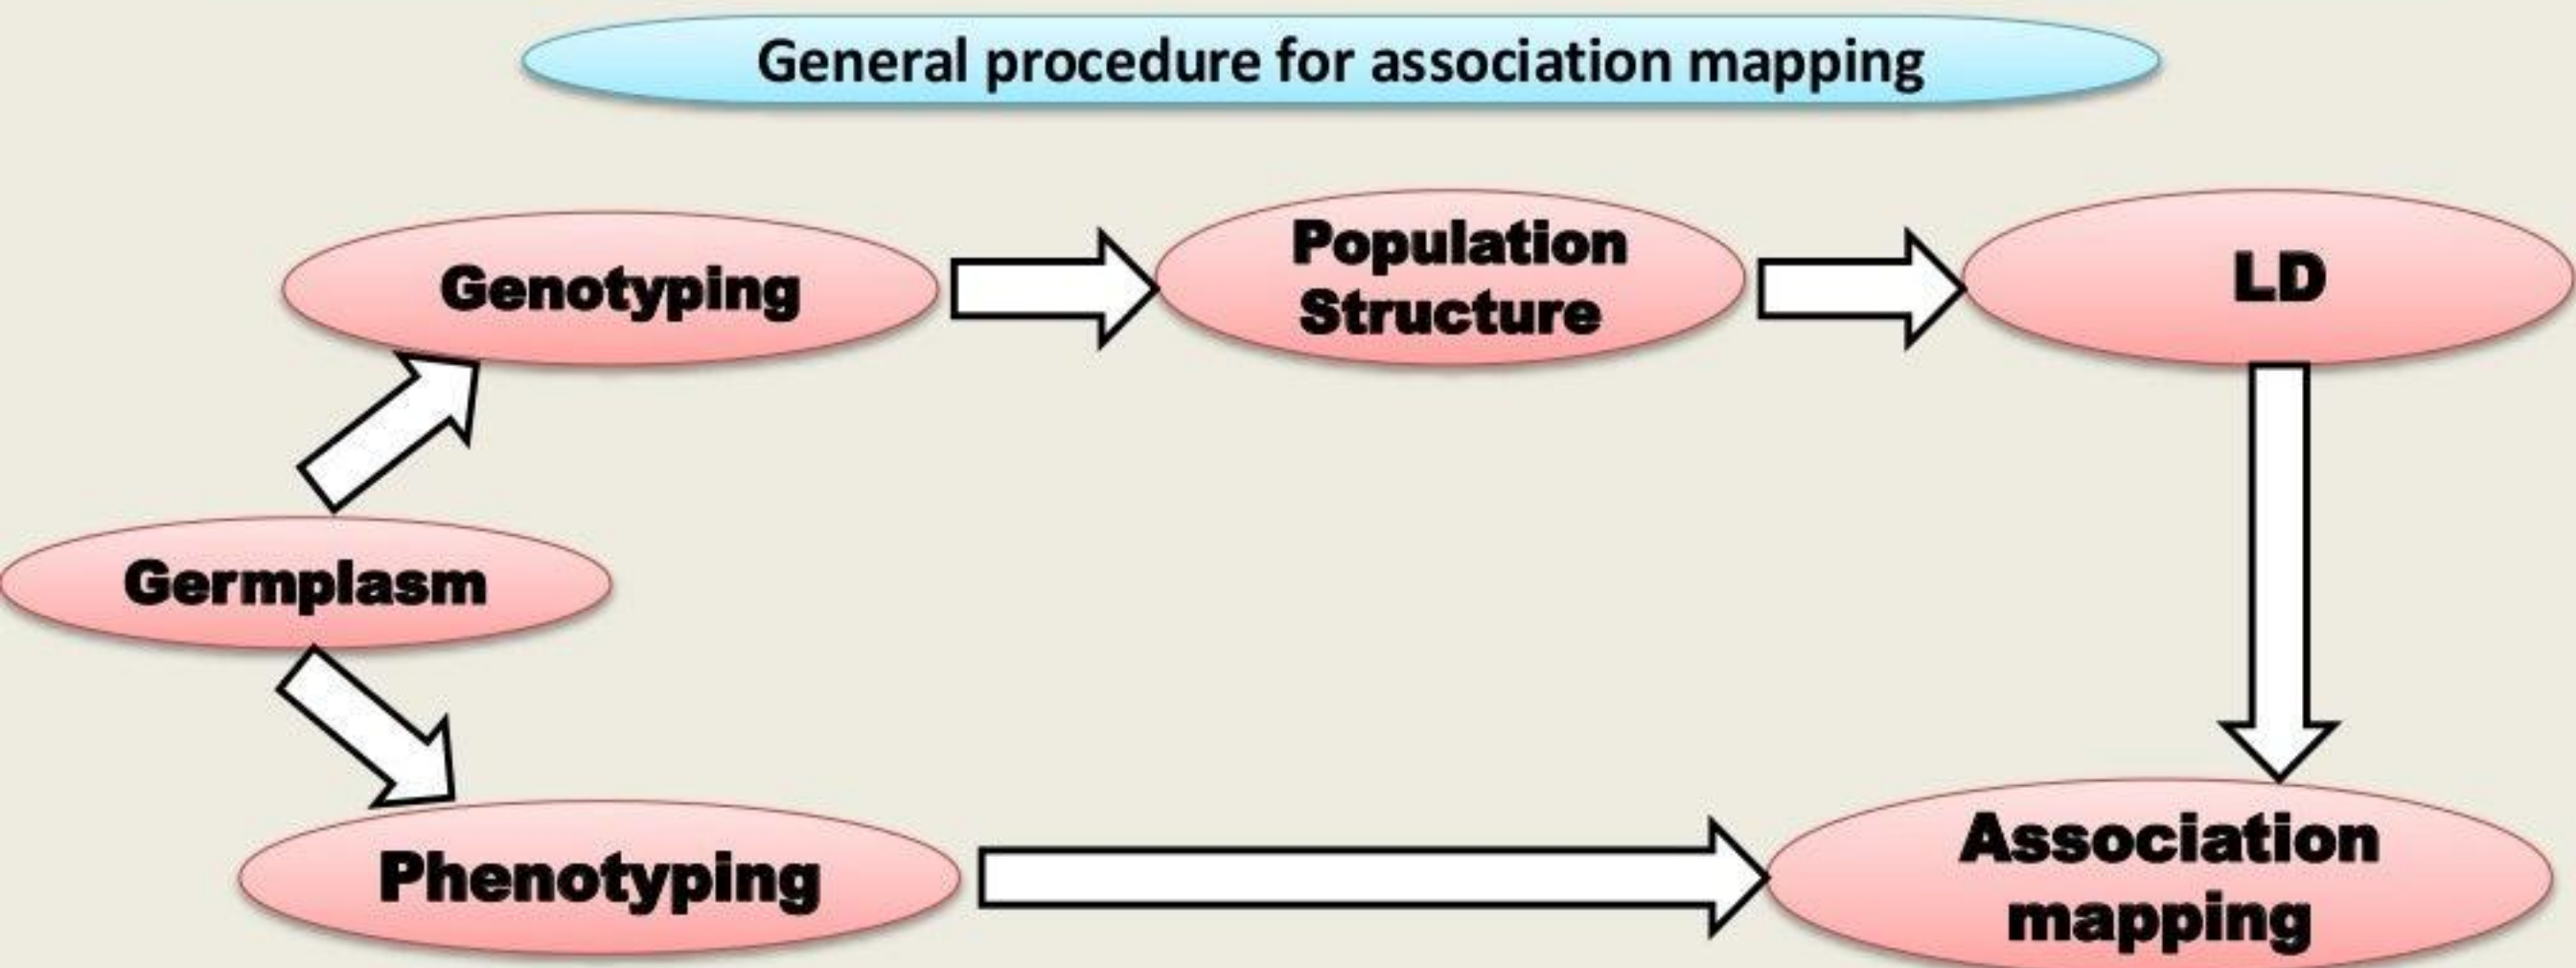 General procedure for association mapping
Genotyping
Population
Structure
LD
Germplasm
Phenotyping
Association
mapping